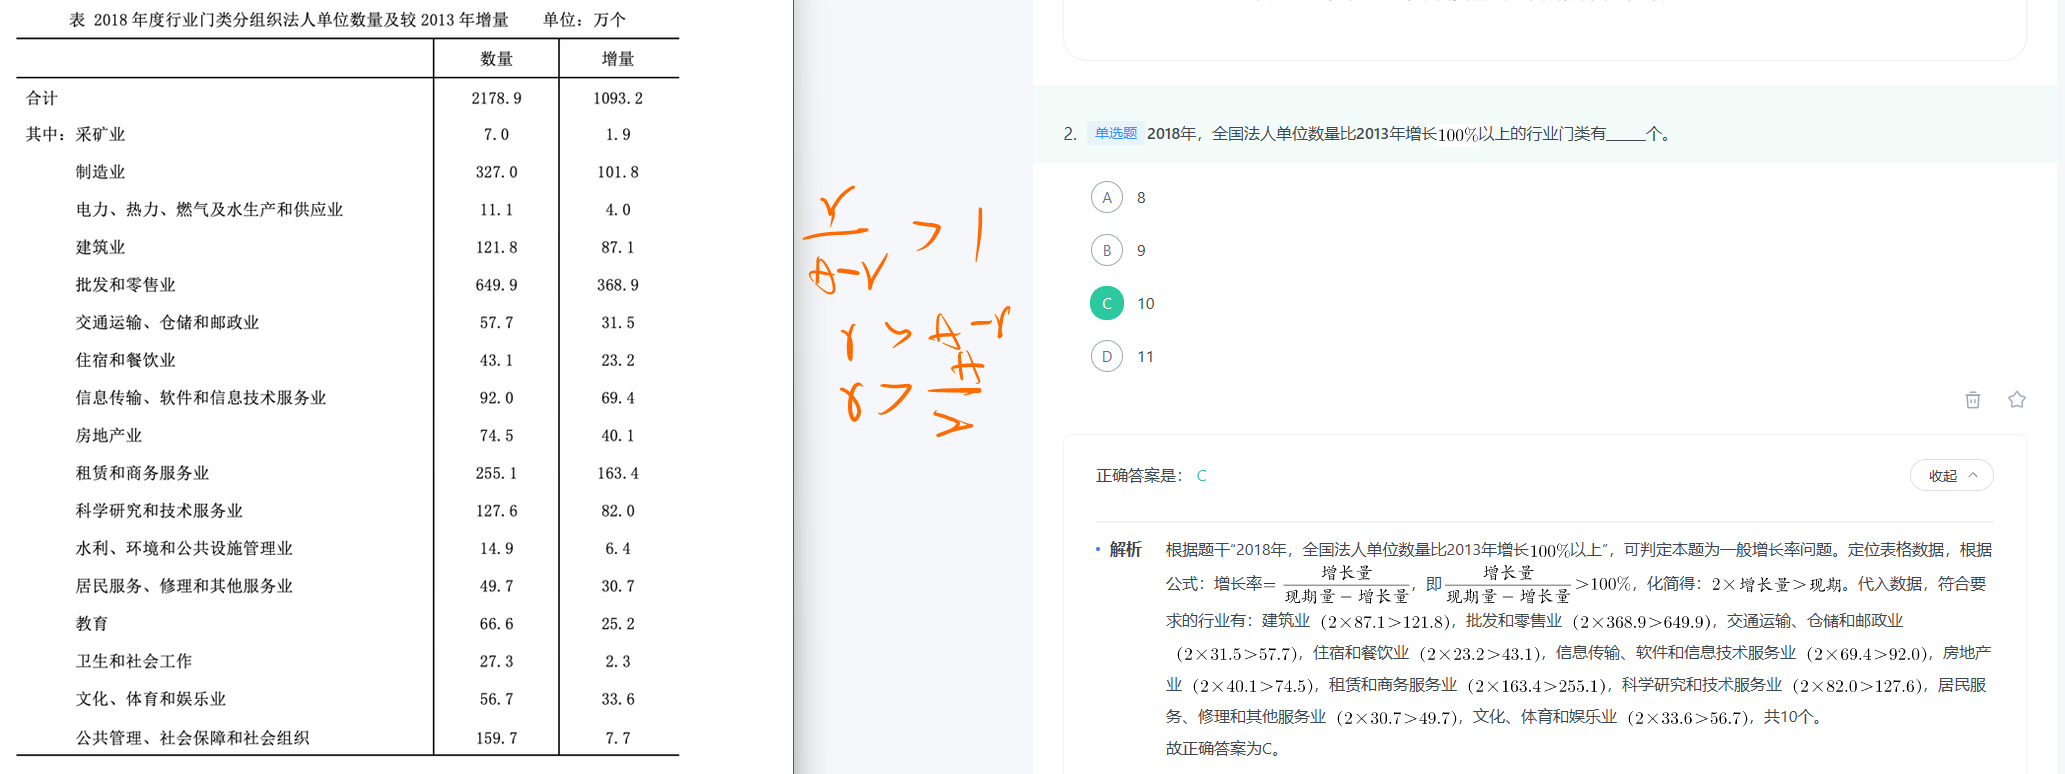 表 2018 年度行业门类分组织法人单位数量及较 2013 年增量 单位：万个
数量 增量
合计 2178.9 1093.2
其中：采矿业 7.0 1.9
制造业 327.0 101.8
电力、热力、燃气及水生产和供应业 11.1 4.0
建筑业 121.8 87.1
批发和零售业 649.9 368.9
交通运输、仓储和邮政业 57.7 31.5
住宿和餐饮业 43.1 23.2
信息传输、软件和信息技术服务业 92.0 69.4
房地产业 74.5 40.1
租赁和商务服务业 255.1 163.4
科学研究和技术服务业 127.6 82.0
水利、环境和公共设施管理业 14.9 6.4
居民服务、修理和其他服务业 49.7 30.7
教育 66.6 25.2
卫生和社会工作 27.3 2.3
文化、体育和娱乐业 56.7 33.6
公共管理、社会保障和社会组织 159.7 7.7
r
A-r
> 1
r > A-r
r > A
2
2. 单选题 2018年，全国法人单位数量比2013年增长100%以上的行业门类有_____个。
A 8
B 9
C 10
D 11
正确答案是： C
收起
解析 根据题干“2018年，全国法人单位数量比2013年增长100%以上”，可判定本题为一般增长率问题。定位表格数据，根据
公式：增长率= 增长量/现期量－增长量，即 增长量/现期量－增长量 >100%，化简得：2×增长量>现期。代入数据，符合要
求的行业有：建筑业（2×87.1>121.8），批发和零售业（2×368.9>649.9），交通运输、仓储和邮政业
（2×31.5>57.7），住宿和餐饮业（2×23.2>43.1），信息传输、软件和信息技术服务业（2×69.4>92.0），房地产
业（2×40.1>74.5），租赁和商务服务业（2×163.4>255.1），科学研究和技术服务业（2×82.0>127.6），居民服
务、修理和其他服务业（2×30.7>49.7），文化、体育和娱乐业（2×33.6>56.7），共10个。
故正确答案为C。